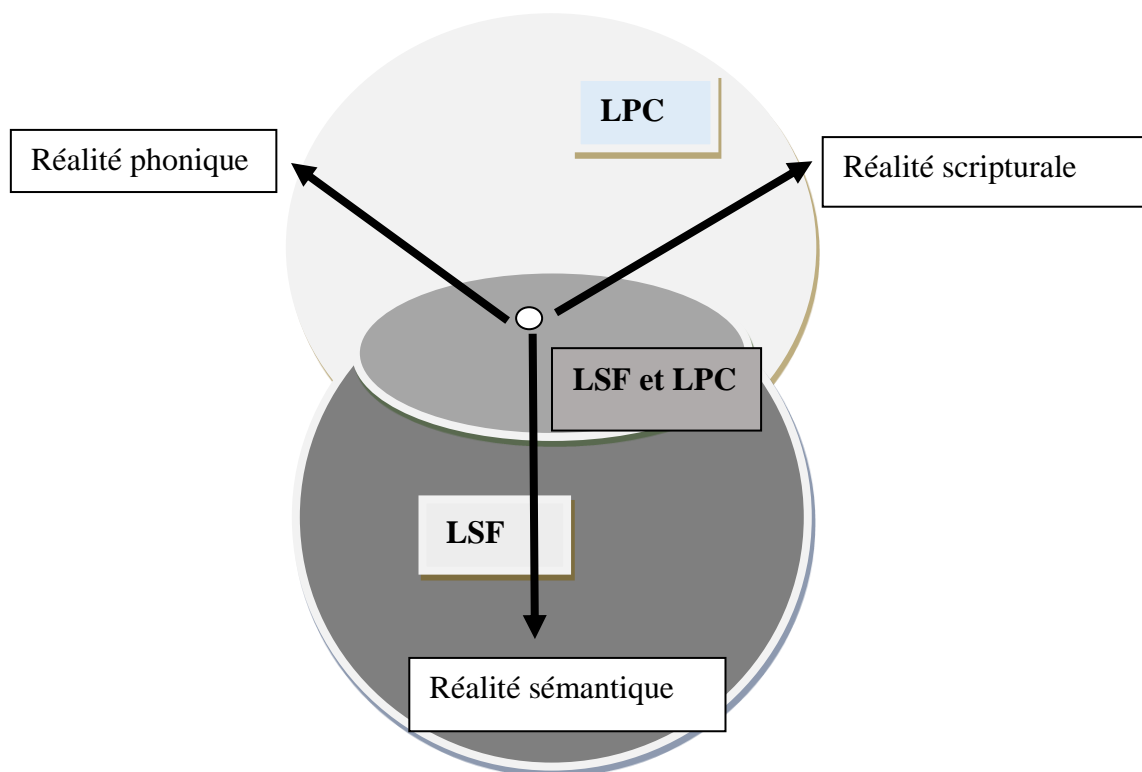 LPC
Réalité phonique
Réalité scripturale
LSF et LPC
LSF
Réalité sémantique